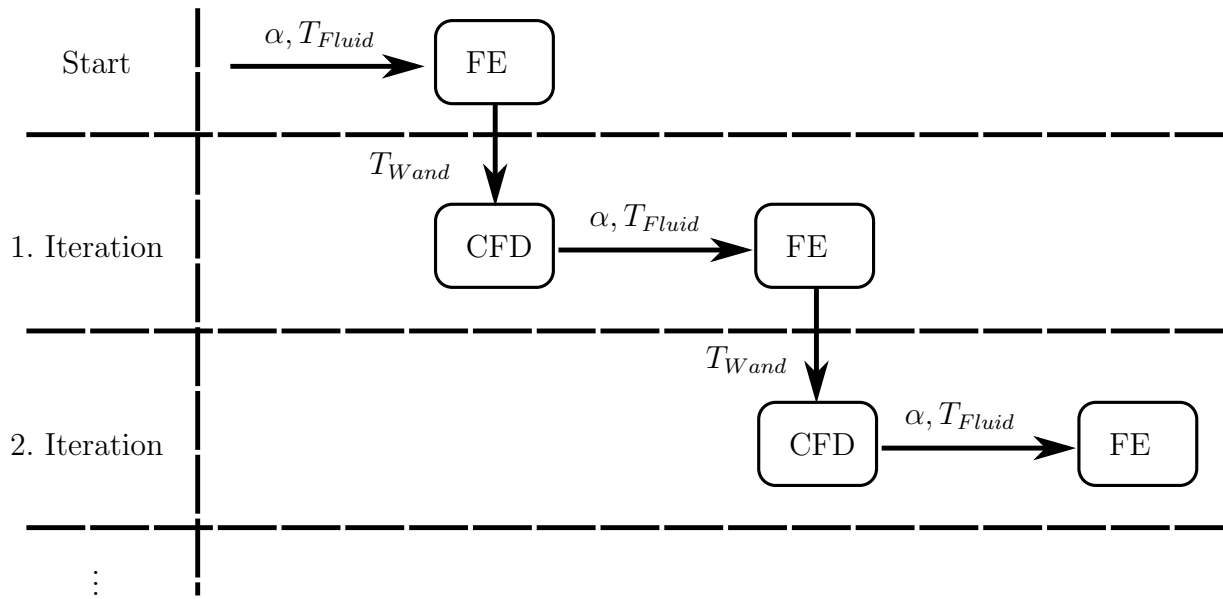 Start
α, T_Fluid
FE
T_Wand
1. Iteration
CFD
α, T_Fluid
FE
T_Wand
2. Iteration
CFD
α, T_Fluid
FE
⋮